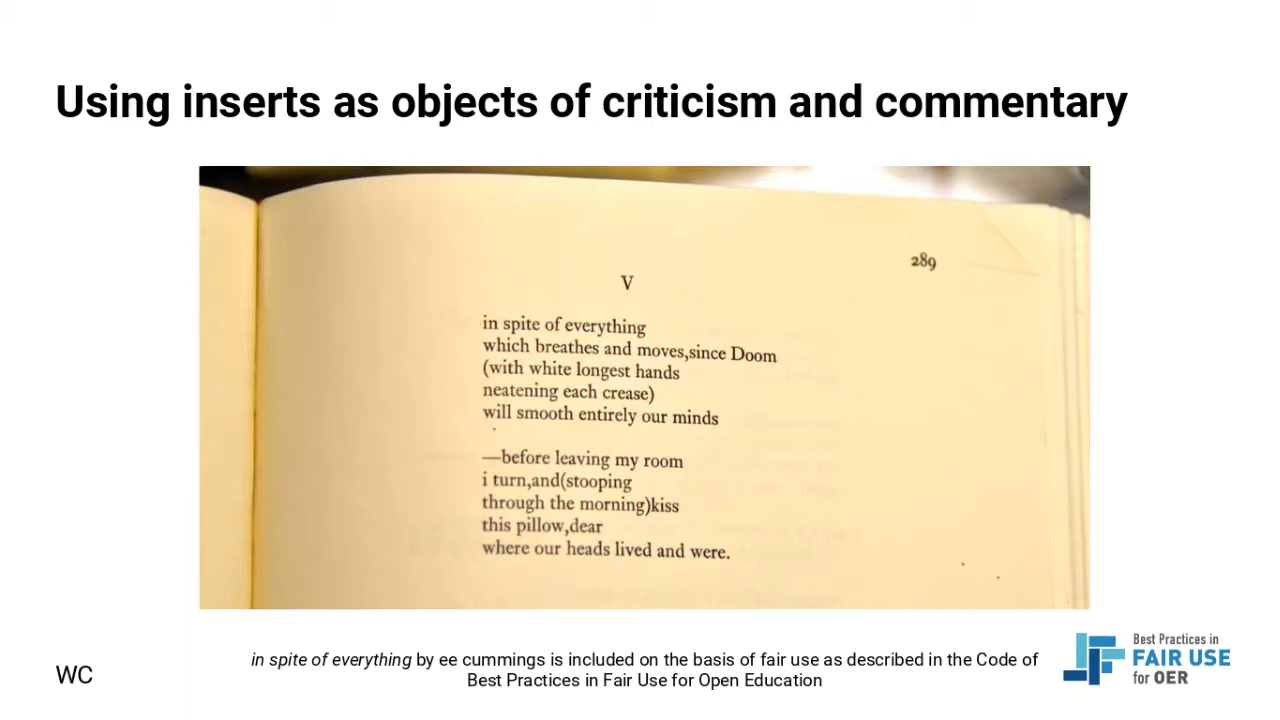 Using inserts as objects of criticism and commentary
289
V
in spite of everything
which breathes and moves,since Doom
(with white longest hands
neatening each crease)
will smooth entirely our minds
—before leaving my room
i turn,and(stooping
through the morning)kiss
this pillow,dear
where our heads lived and were.
WC
in spite of everything by ee cummings is included on the basis of fair use as described in the Code of
Best Practices in Fair Use for Open Education
Best Practices in
FAIR USE
for OER